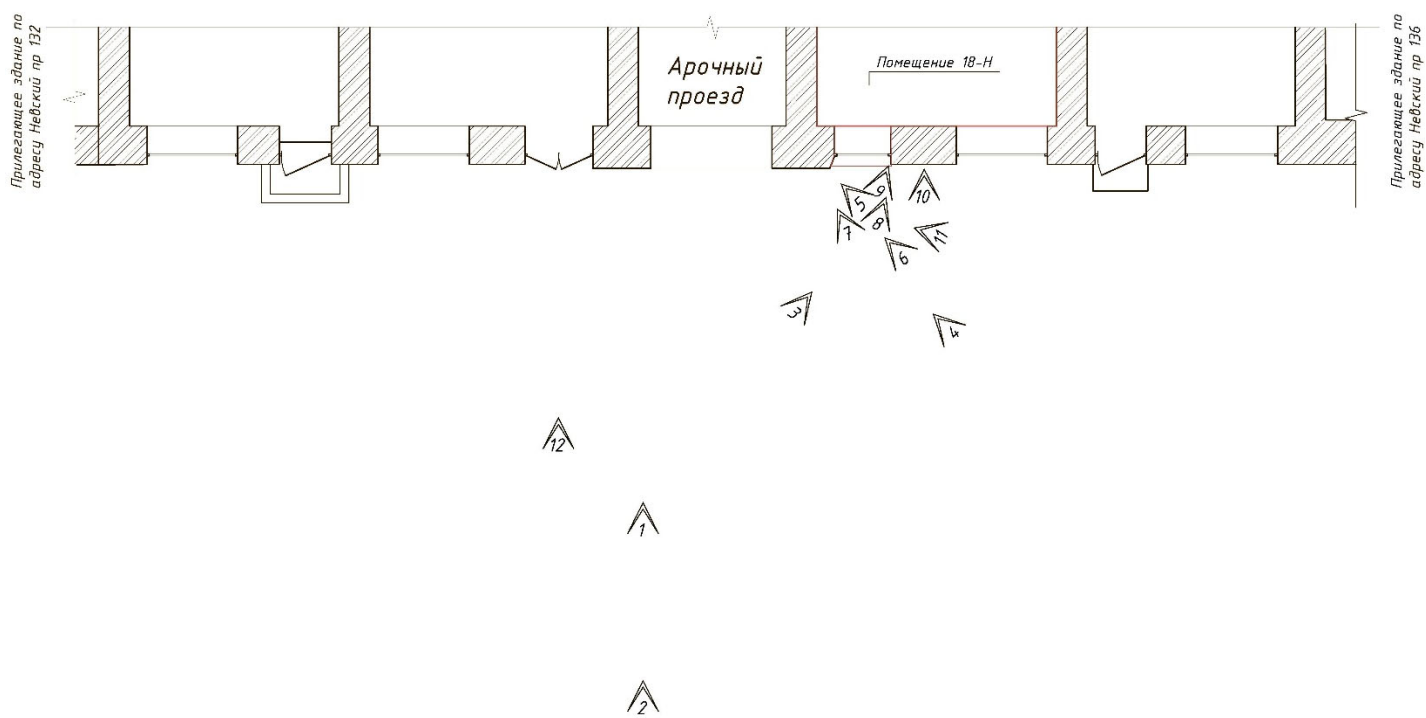 Прилегающее здание по
адресу Невский пр 132
Арочный
проезд
Помещение 18-Н
Прилегающее здание по
адресу Невский пр 136
9
5
10
7
8
11
6
3
4
12
1
2